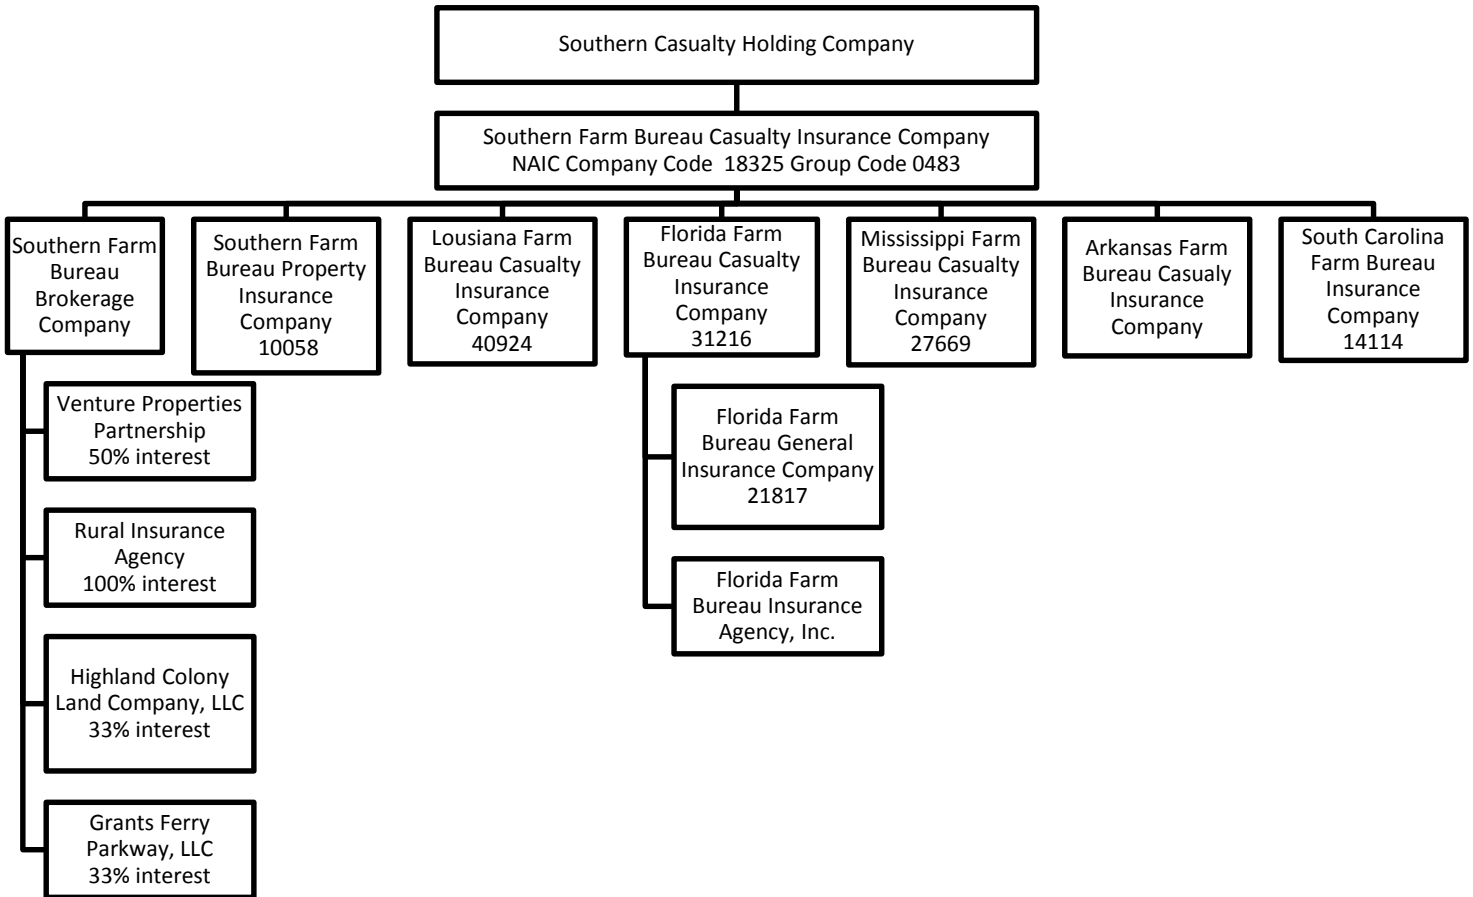 Southern Casualty Holding Company
Southern Farm Bureau Casualty Insurance Company
NAIC Company Code  18325 Group Code 0483
Southern Farm
Bureau
Brokerage
Company
Southern Farm
Bureau Property
Insurance
Company
10058
Lousiana Farm
Bureau Casualty
Insurance
Company
40924
Florida Farm
Bureau Casualty
Insurance
Company
31216
Mississippi Farm
Bureau Casualty
Insurance
Company
27669
Arkansas Farm
Bureau Casualy
Insurance
Company
South Carolina
Farm Bureau
Insurance
Company
14114
Venture Properties
Partnership
50% interest
Rural Insurance
Agency
100% interest
Highland Colony
Land Company, LLC
33% interest
Grants Ferry
Parkway, LLC
33% interest
Florida Farm
Bureau General
Insurance Company
21817
Florida Farm
Bureau Insurance
Agency, Inc.